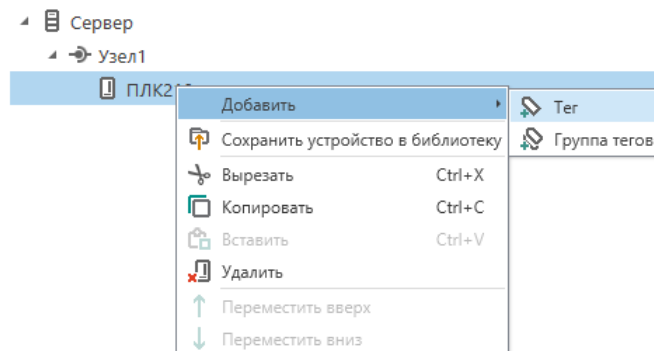 Сервер
Узел1
Добавить
Тег
Сохранить устройство в библиотеку
Группа тегов
Вырезать Ctrl+X
Копировать Ctrl+C
Вставить Ctrl+V
Удалить
Переместить вверх
Переместить вниз